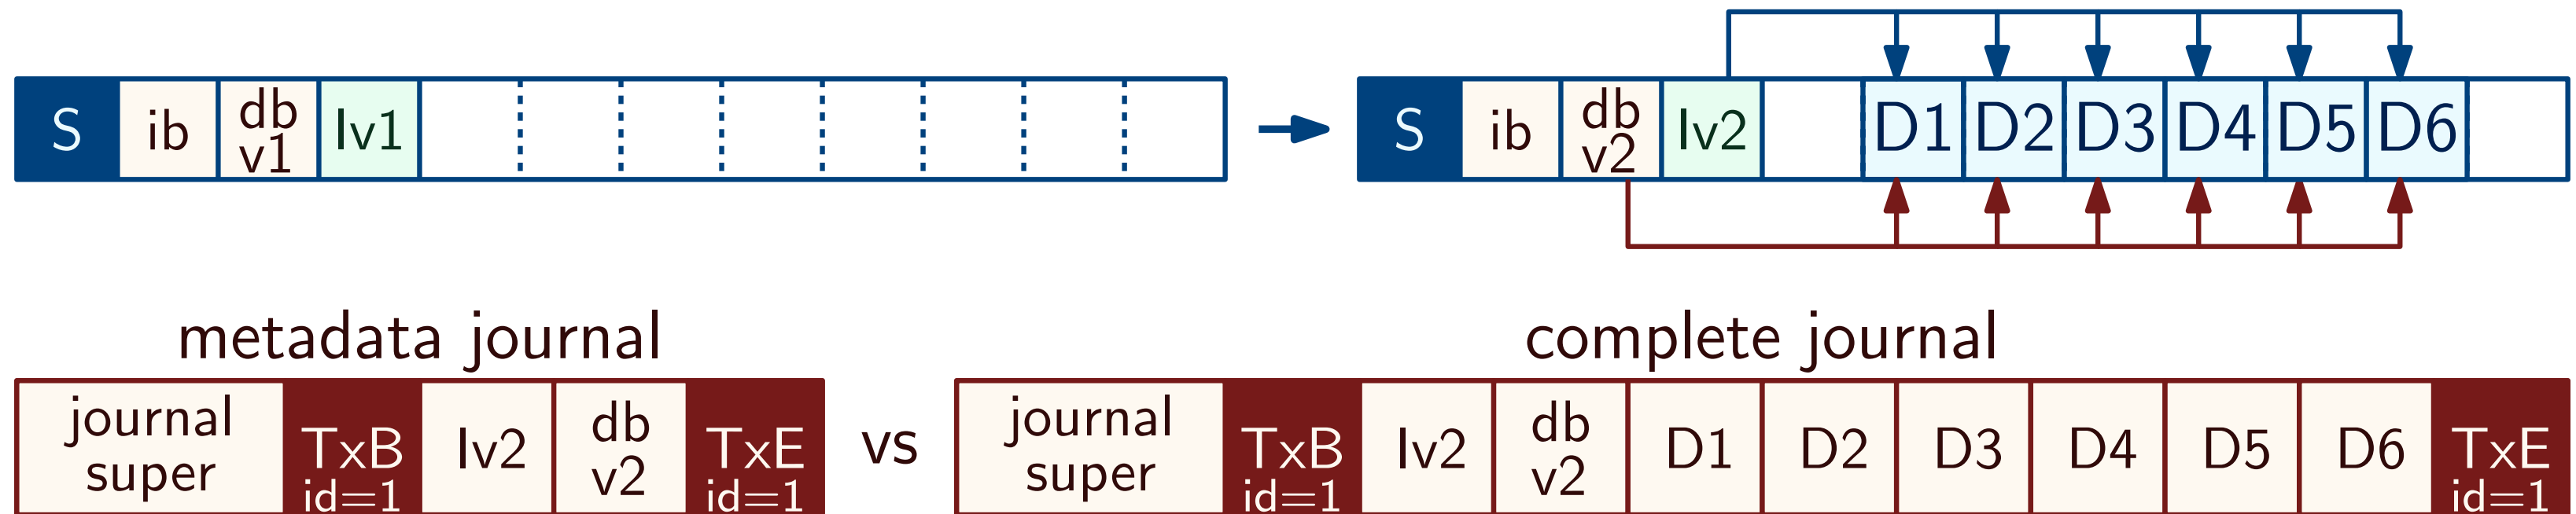 S ib db v1 Iv1
S ib db v2 Iv2 D1 D2 D3 D4 D5 D6
metadata journal
journal super TxB id=1 Iv2 db v2 TxE id=1
vs
complete journal
journal super TxB id=1 Iv2 db v2 D1 D2 D3 D4 D5 D6 TxE id=1